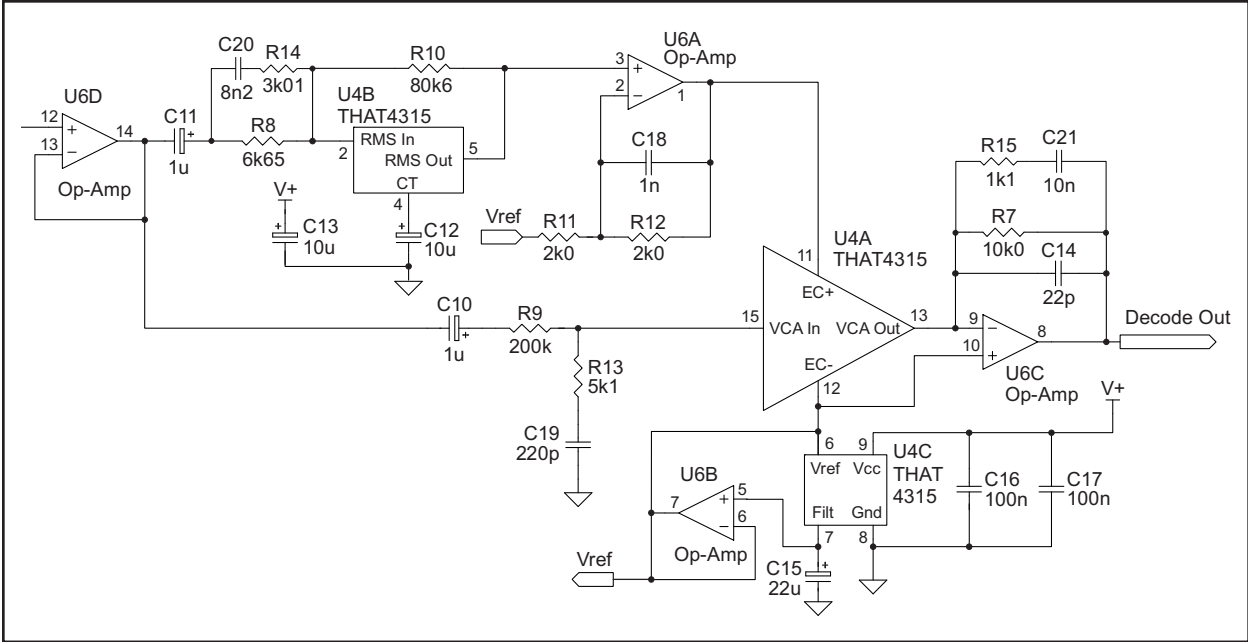 C20
8n2
R14
3k01
R10
80k6
U6A
Op-Amp
3
2
1
+
−
U6D
12
13
14
+
−
Op-Amp
C11
+
1u
R8
6k65
U4B
THAT4315
RMS In
RMS Out
CT
2
5
4
V+
+
C13
10u
+
C12
10u
C18
1n
Vref
R11
2k0
R12
2k0
R15
1k1
C21
10n
R7
10k0
C14
22p
U4A
THAT4315
11
EC+
15
VCA In
VCA Out
13
EC-
12
C10
+
1u
R9
200k
R13
5k1
C19
220p
9
10
−
+
8
U6C
Op-Amp
Decode Out
V+
6
9
Vref
Vcc
Filt
Gnd
7
8
U4C
THAT
4315
C16
100n
C17
100n
U6B
7
5
6
+
−
Op-Amp
Vref
C15
22u
+